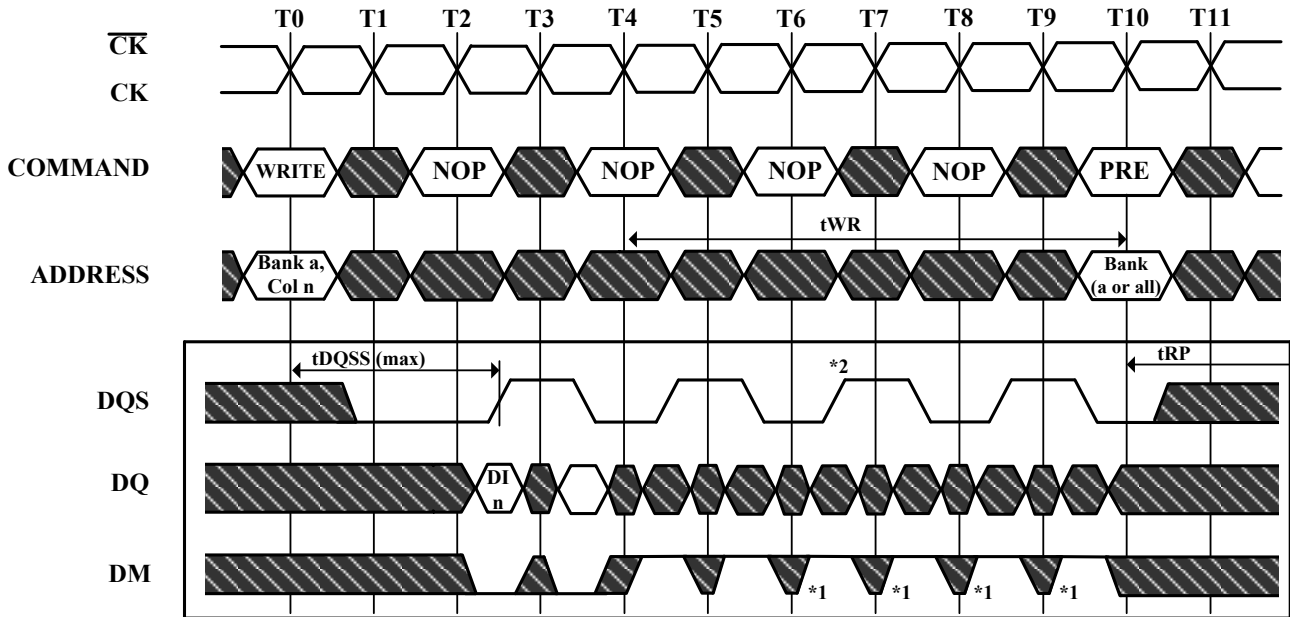 T0 T1 T2 T3 T4 T5 T6 T7 T8 T9 T10 T11
CK
CK
COMMAND WRITE NOP NOP NOP NOP PRE
tWR
ADDRESS Bank a, Col n Bank (a or all)
tDQSS (max) *2 tRP
DQS
DQ DI n
DM *1 *1 *1 *1